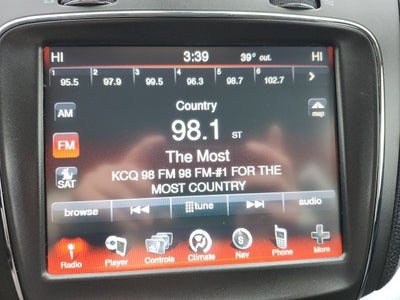 HI 3:39 39° out. HI
1 95.5 2 97.9 3 99.5 4 96.3 5 98.7 6 102.7
Country
AM
98.1 ST
map
FM
The Most
KCQ 98 FM 98 FM-#1 FOR THE
MOST COUNTRY
SAT
browse tune audio
Radio Player Controls Climate Nav Phone More